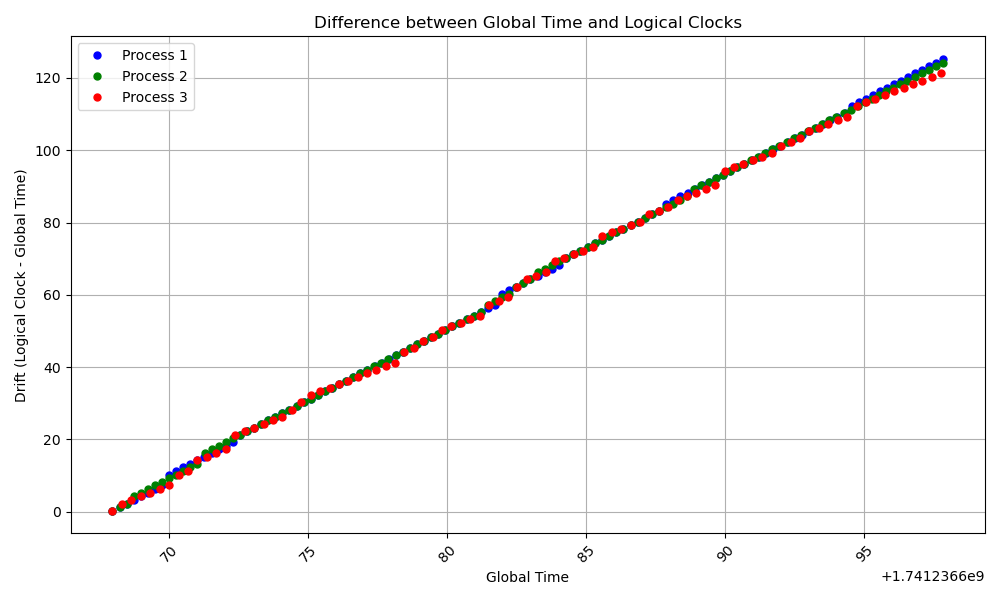 Difference between Global Time and Logical Clocks
Process 1
Process 2
Process 3
Drift (Logical Clock - Global Time)
120
100
80
60
40
20
0
70
75
80
85
90
95
Global Time
+1.7412366e9